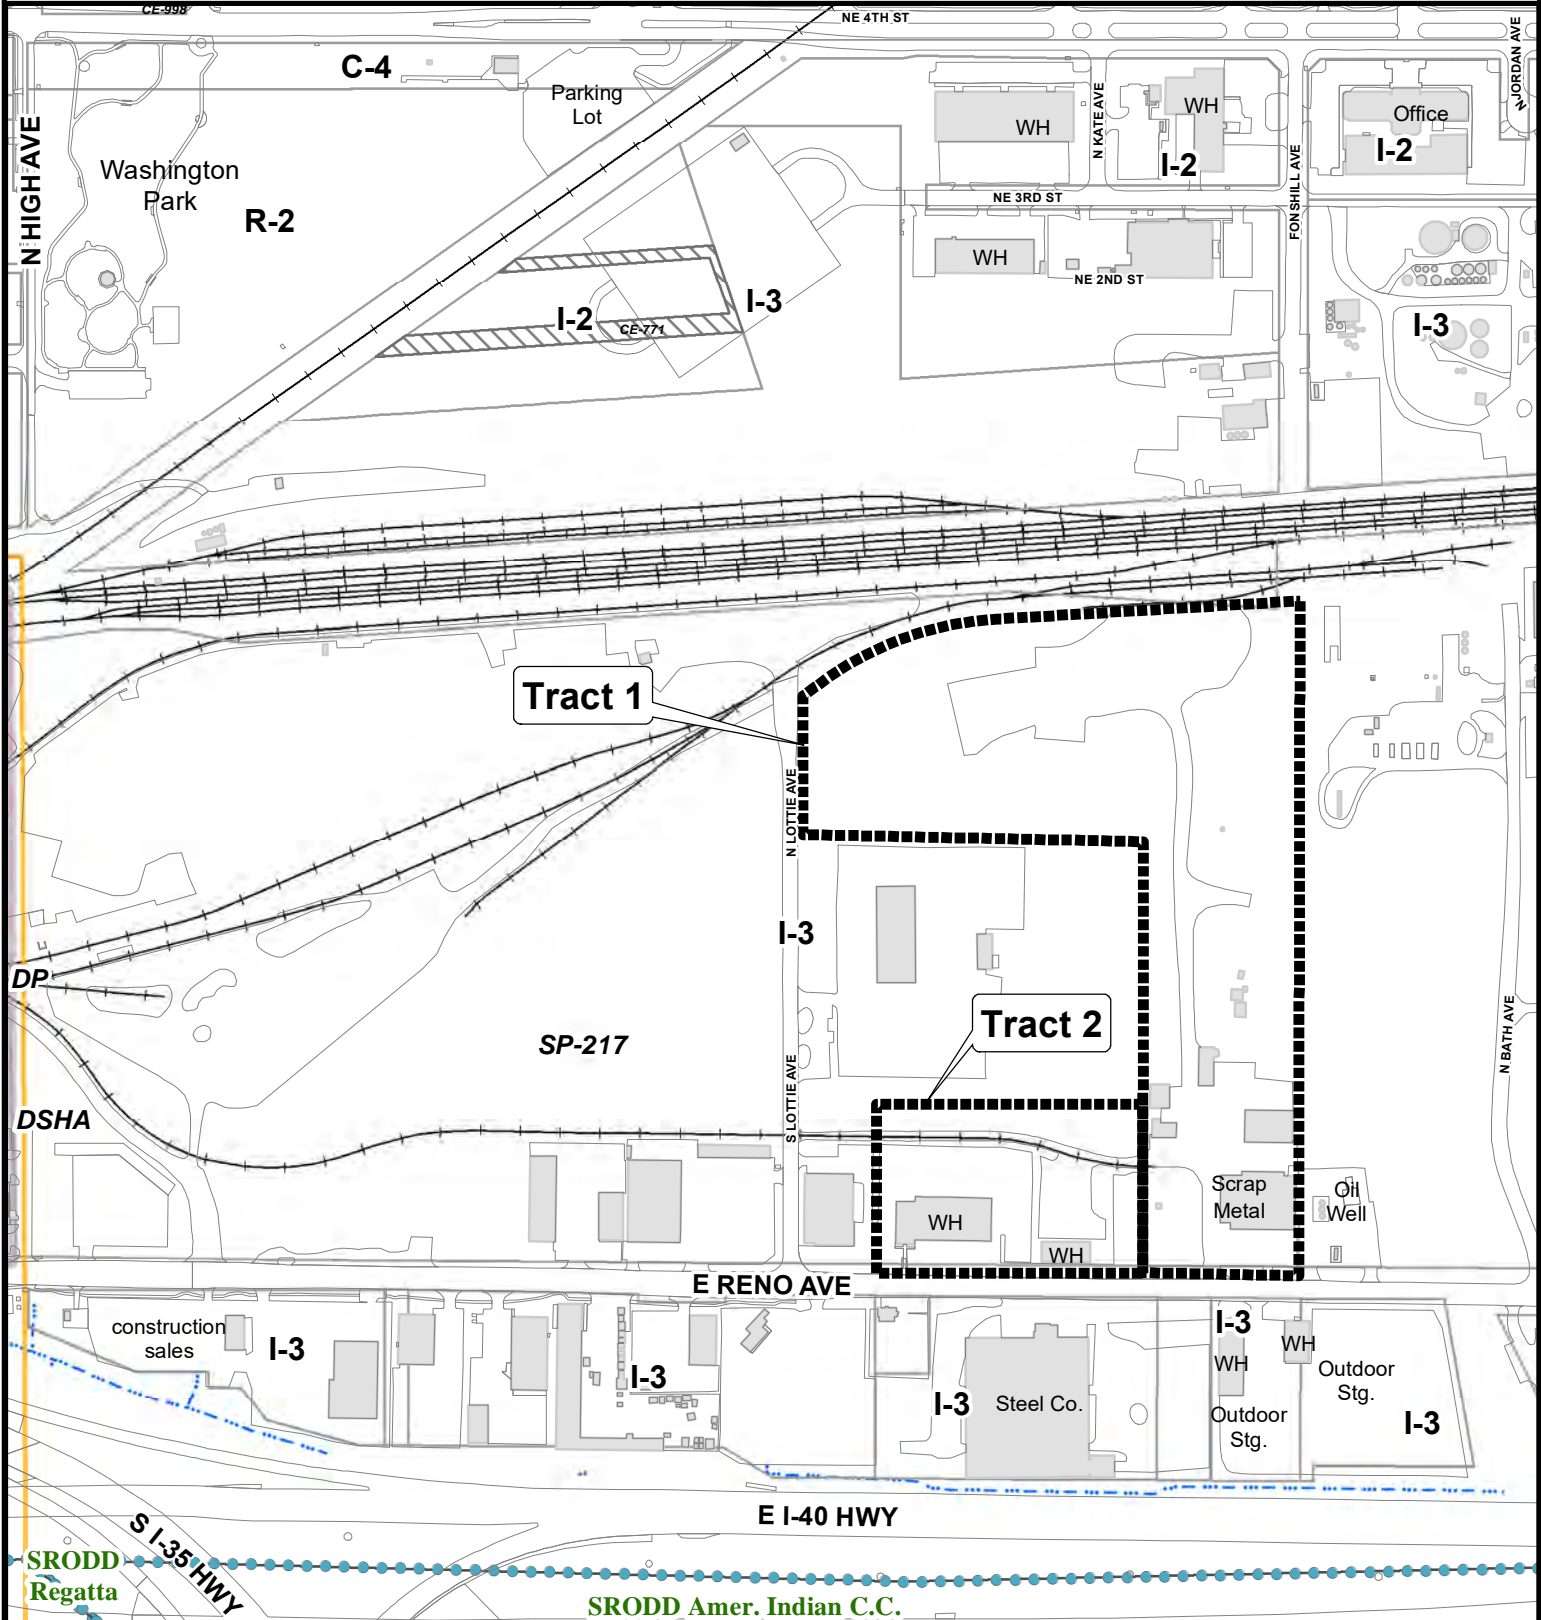 CE-998
NE 4TH ST
N JORDAN AVE
C-4
Parking
Lot
N HIGH AVE
Washington
Park
R-2
WH
N KATE AVE
WH
I-2
Office
I-2
FONSHILL AVE
NE 3RD ST
WH
NE 2ND ST
I-3
I-2
CE-771
I-3
Tract 1
N LOTTIE AVE
I-3
DP
Tract 2
SP-217
N BATH AVE
S LOTTIE AVE
DSHA
Scrap
Metal
Oil
Well
WH
WH
E RENO AVE
construction
sales
I-3
I-3
I-3
Steel Co.
I-3
WH
WH
Outdoor
Stg.
Outdoor
Stg.
I-3
E I-40 HWY
S I-35 HWY
SRODD
Regatta
SRODD Amer. Indian C.C.